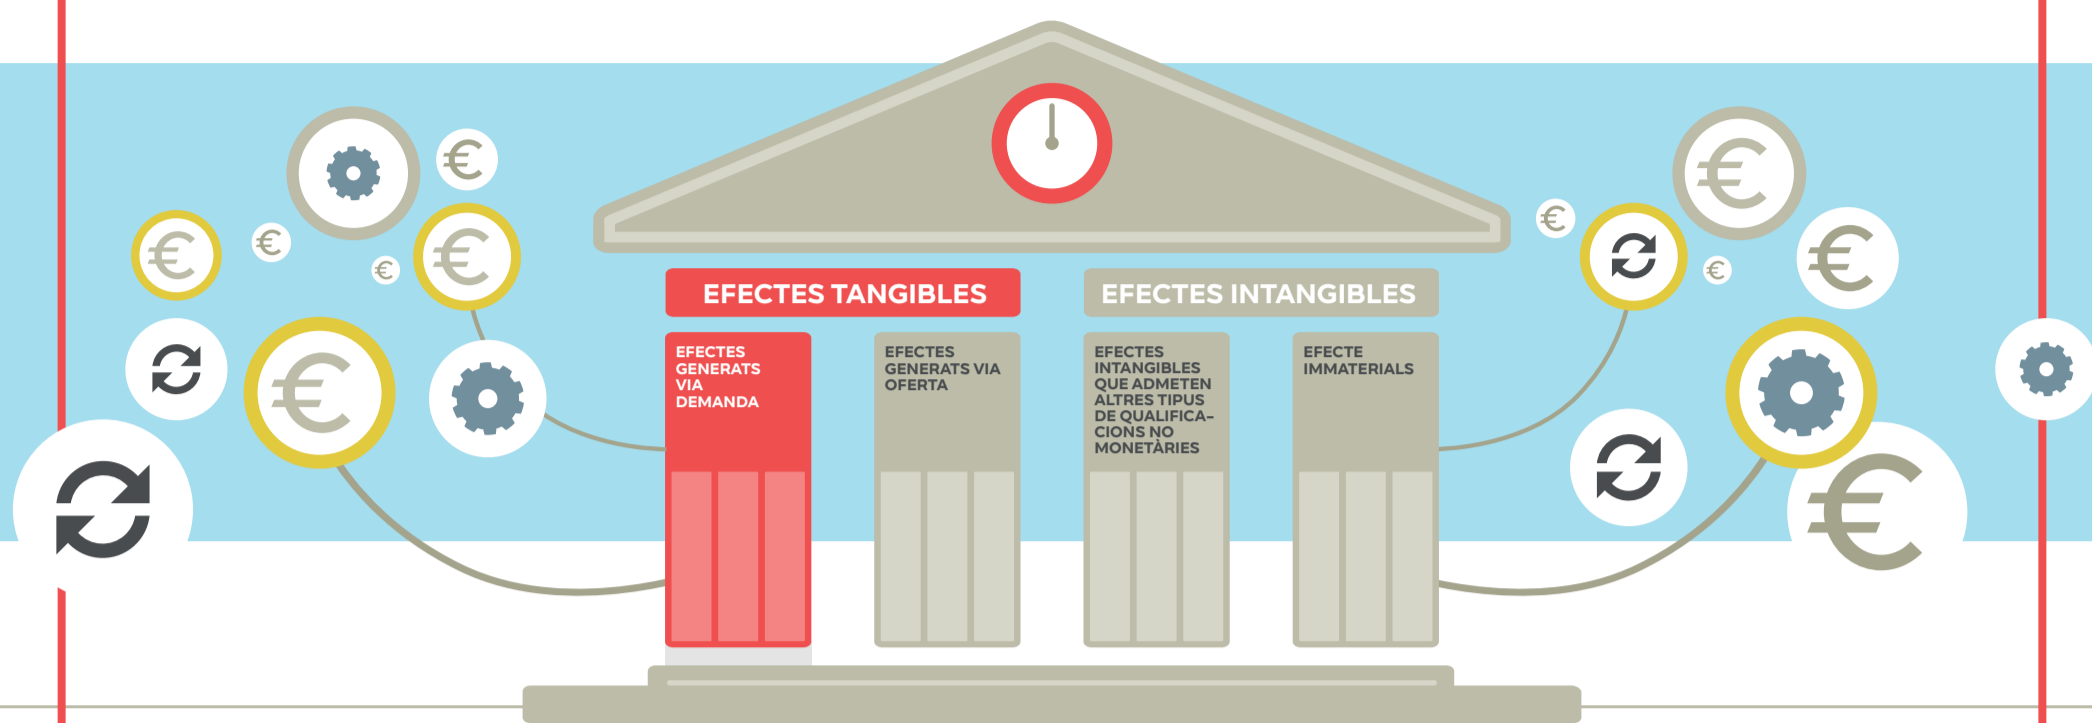 EFECTES TANGIBLES
EFECTES INTANGIBLES
EFECTES
GENERATS
VIA
DEMANDA
EFECTES
GENERATS VIA
OFERTA
EFECTES
INTANGIBLES
QUE ADMETEN
ALTRES TIPUS
DE QUALIFICA–
CIONS NO
MONETÀRIES
EFECTE
IMMATERIALS